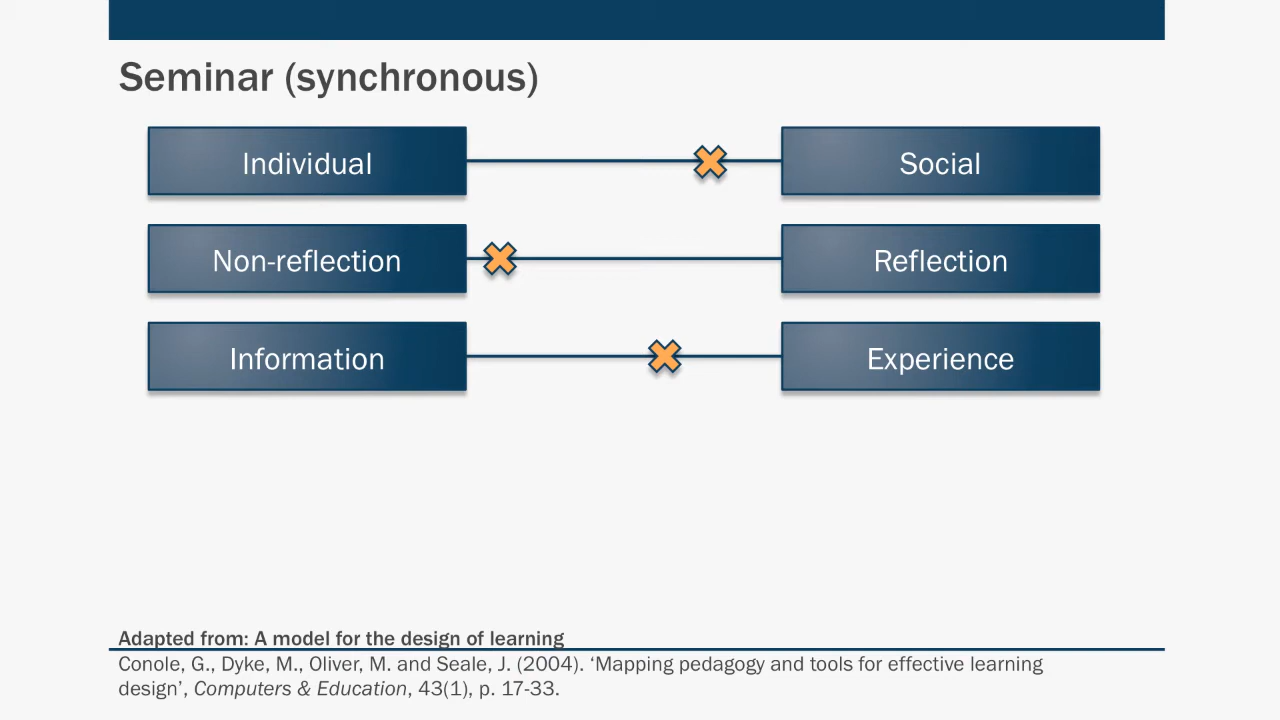 Seminar (synchronous)
Individual
Social
Non-reflection
Reflection
Information
Experience
Adapted from: A model for the design of learning
Conole, G., Dyke, M., Oliver, M. and Seale, J. (2004). ‘Mapping pedagogy and tools for effective learning
design’, Computers & Education, 43(1), p. 17-33.